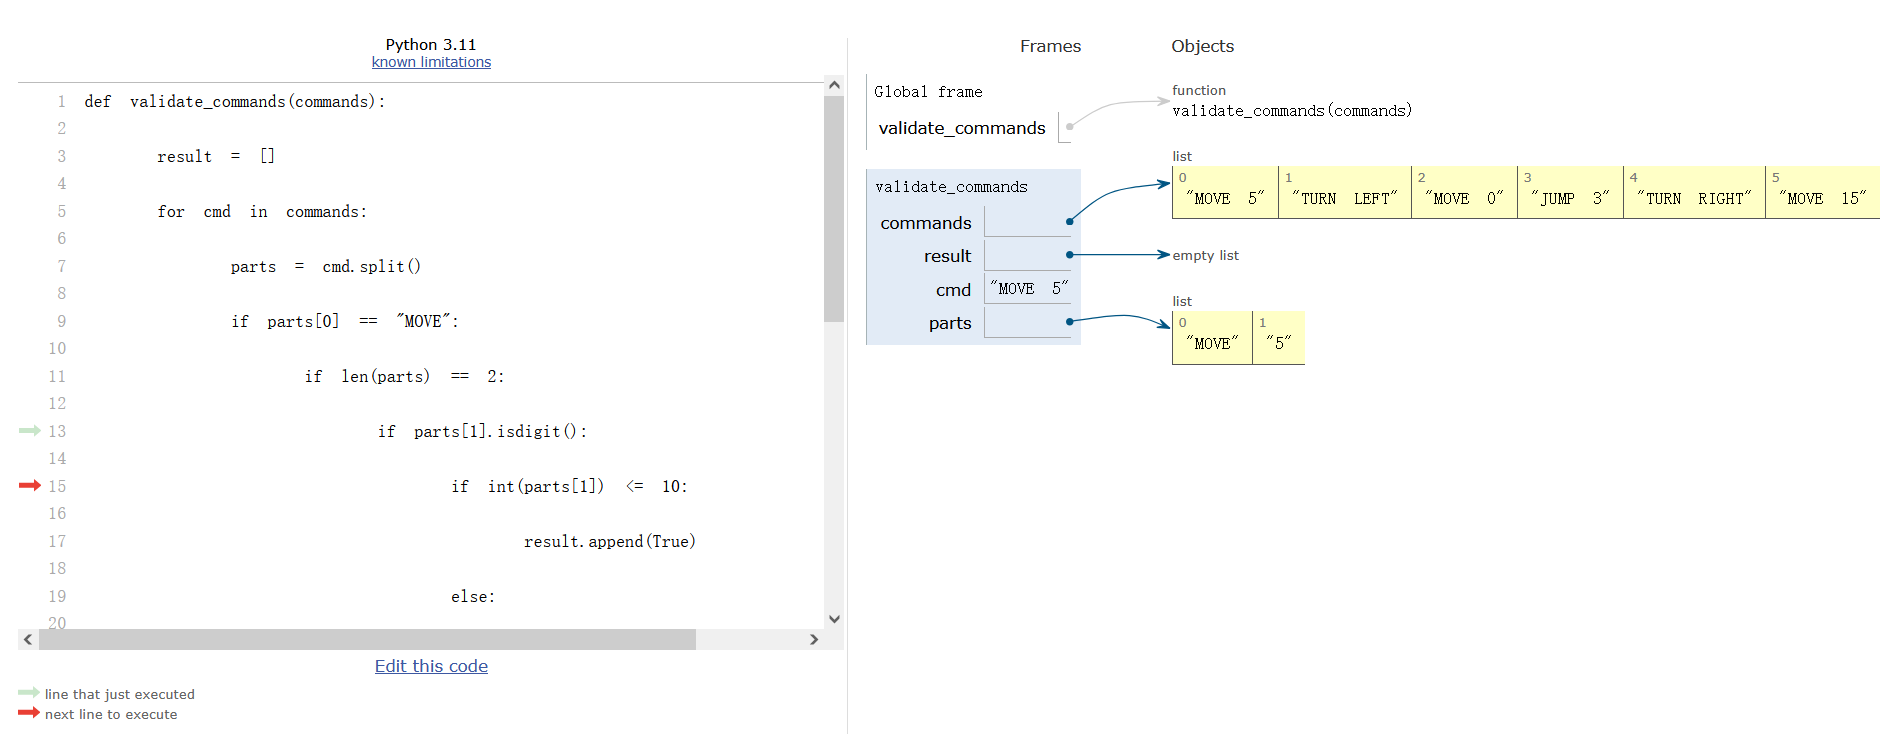 Python 3.11
known limitations
1 def validate_commands(commands):
2
3 result = []
4
5 for cmd in commands:
6
7 parts = cmd.split()
8
9 if parts[0] == "MOVE":
10
11 if len(parts) == 2:
12
13 if parts[1].isdigit():
14
15 if int(parts[1]) <= 10:
16
17 result.append(True)
18
19 else:
20
Edit this code
line that just executed
next line to execute
Frames
Objects
Global frame
validate_commands
function
validate_commands(commands)
validate_commands
commands
result
cmd "MOVE 5"
parts
list
0 1 2 3 4 5
"MOVE 5" "TURN LEFT" "MOVE 0" "JUMP 3" "TURN RIGHT" "MOVE 15"
empty list
list
0 1
"MOVE" "5"